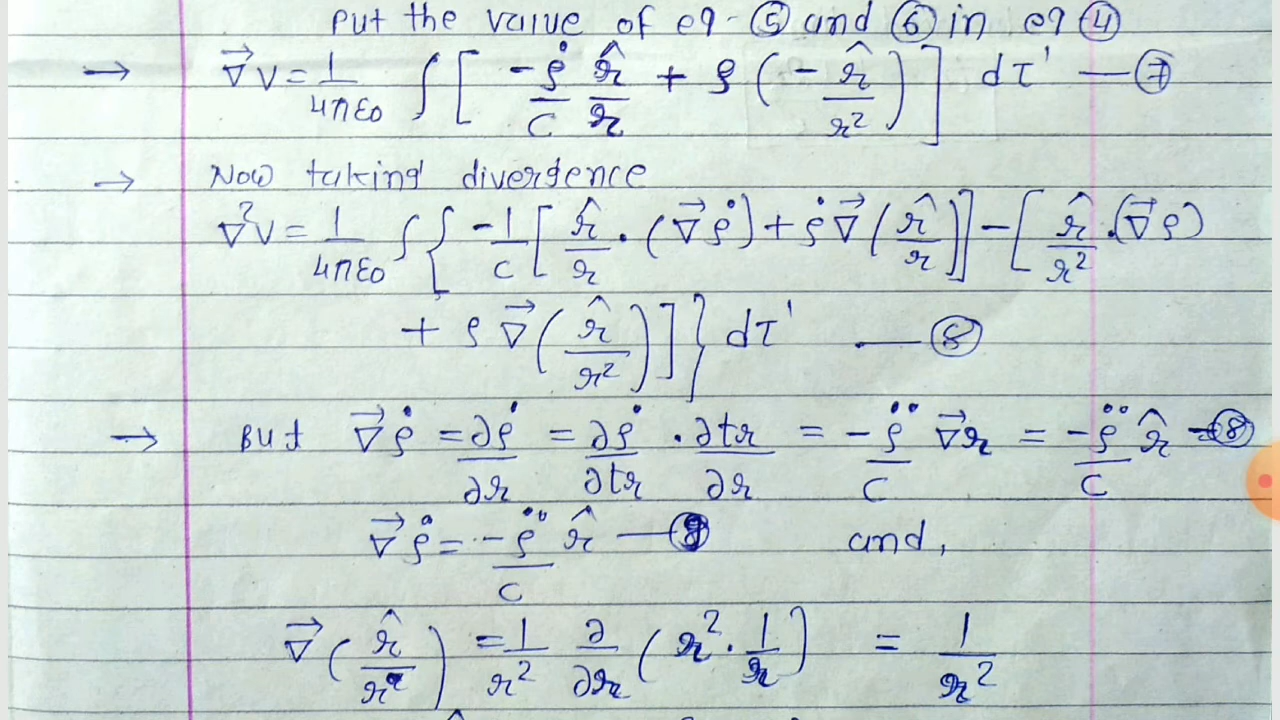 put the value of eq - ⑤ and ⑥ in eq ④
→ ∇⃗V = 1/4πε₀ ∫ [ -ρ̇/c r̂/r + ρ ( - r̂/r² ) ] dτ' — ⑦
→ Now taking divergence
∇²V = 1/4πε₀ ∫ { -1/c [ r̂/r . (∇⃗ρ̇) + ρ̇ ∇⃗ ( r̂/r ) ] - [ r̂/r² . (∇⃗ρ)
+ ρ ∇⃗ ( r̂/r² ) ] } dτ' — ⑧
→ But ∇⃗ρ̇ = ∂ρ̇/∂r = ∂ρ̇/∂tr . ∂tr/∂r = -ρ̈/c ∇⃗r = -ρ̈/c r̂ — ⑧
∇⃗ρ̇ = -ρ̈/c r̂ — and,
∇⃗ ( r̂/r² ) = 1/r² ∂/∂r ( r² . 1/r ) = 1/r²